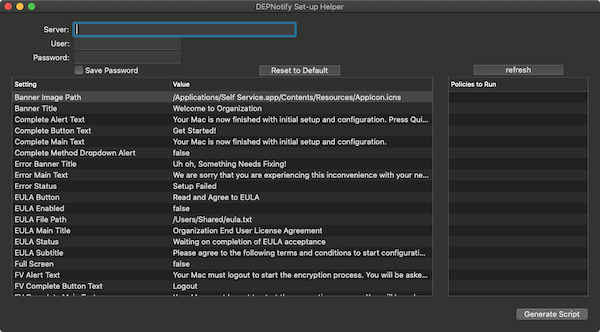 DEPNotify Set-up Helper
Server:
User:
Password:
Save Password
Reset to Default
refresh
Setting Value
Policies to Run
Banner Image Path /Applications/Self Service.app/Contents/Resources/AppIcon.icns
Banner Title Welcome to Organization
Complete Alert Text Your Mac is now finished with initial setup and configuration. Press Qui...
Complete Button Text Get Started!
Complete Main Text Your Mac is now finished with initial setup and configuration.
Complete Method Dropdown Alert false
Error Banner Title Uh oh, Something Needs Fixing!
Error Main Text We are sorry that you are experiencing this inconvenience with your ne...
Error Status Setup Failed
EULA Button Read and Agree to EULA
EULA Enabled false
EULA File Path /Users/Shared/eula.txt
EULA Main Title Organization End User License Agreement
EULA Status Waiting on completion of EULA acceptance
EULA Subtitle Please agree to the following terms and conditions to start configurati...
Full Screen false
FV Alert Text Your Mac must logout to start the encryption process. You will be aske...
FV Complete Button Text Logout
Generate Script